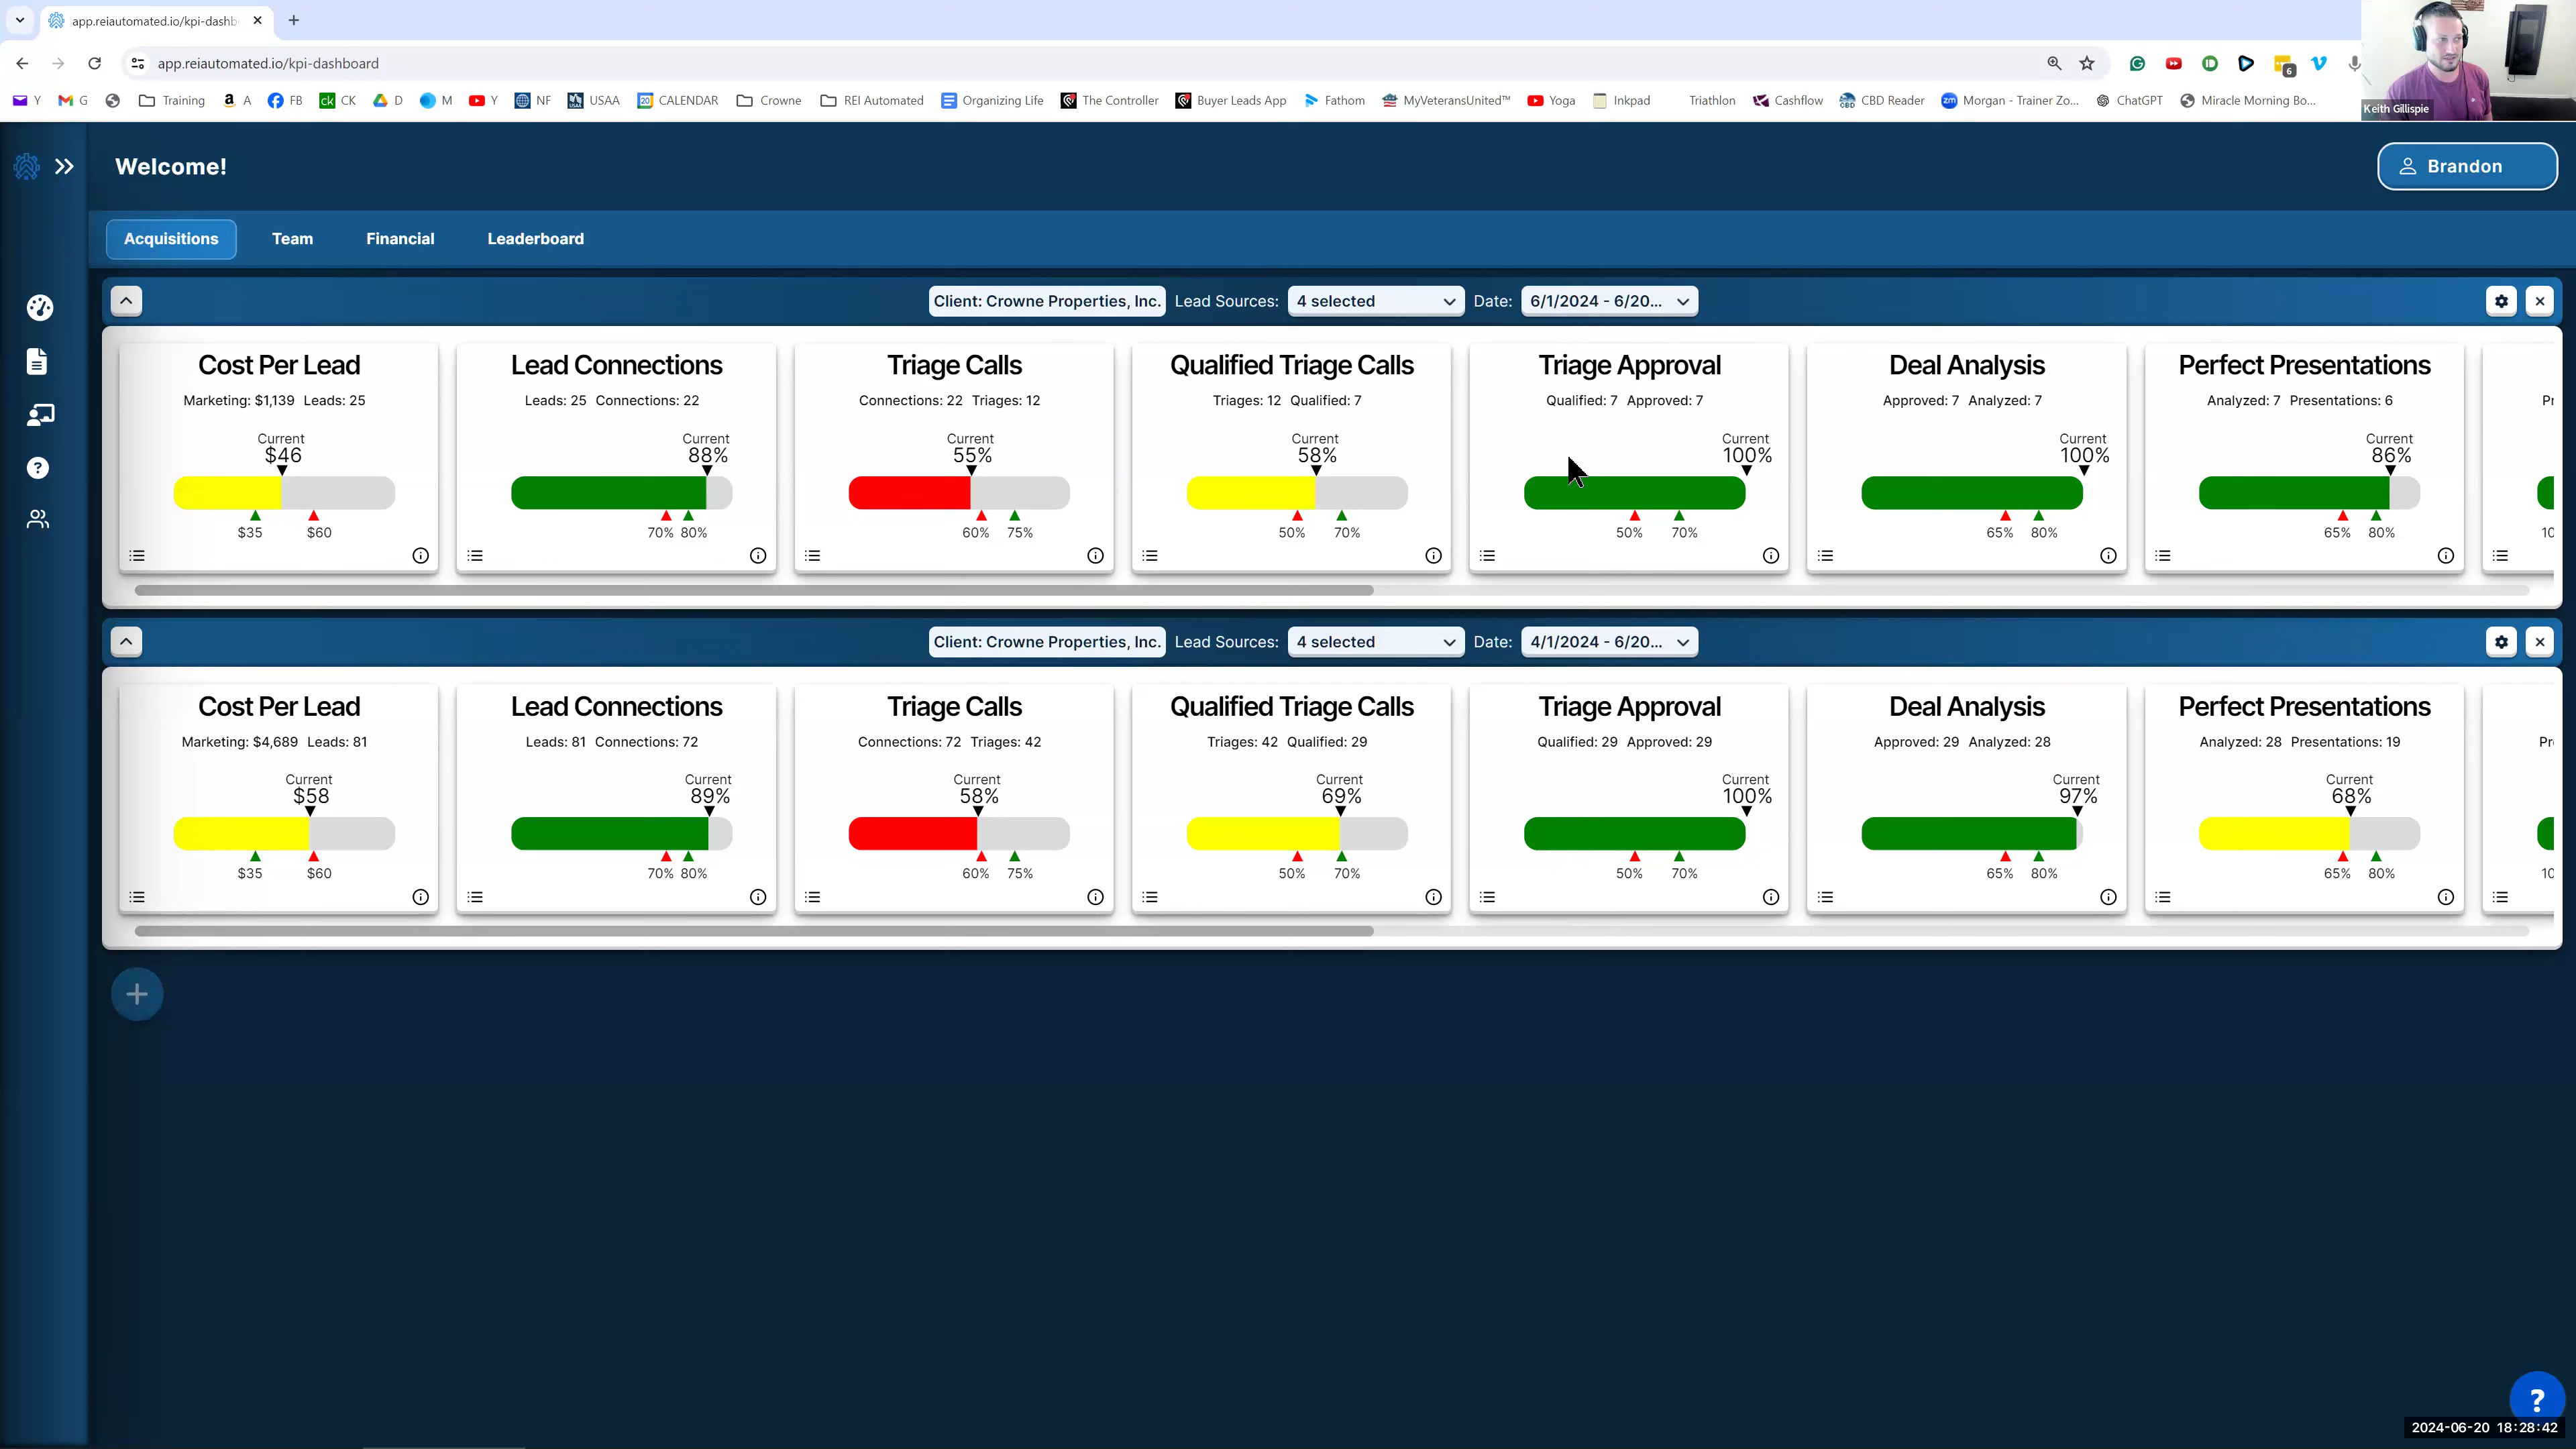 app.reiautomated.io/kpi-dashb
app.reiautomated.io/kpi-dashboard
Y G Training A FB CK D M Y NF USAA CALENDAR Crowne REI Automated Organizing Life The Controller Buyer Leads App Fathom MyVeteransUnited™ Yoga Inkpad Triathlon Cashflow CBD Reader Morgan - Trainer Zo... ChatGPT Miracle Morning Bo...
Keith Gillispie
Welcome!
Brandon
Acquisitions Team Financial Leaderboard
Client: Crowne Properties, Inc. Lead Sources: 4 selected Date: 6/1/2024 - 6/20...
Cost Per Lead Lead Connections Triage Calls Qualified Triage Calls Triage Approval Deal Analysis Perfect Presentations
Marketing: $1,139 Leads: 25 Leads: 25 Connections: 22 Connections: 22 Triages: 12 Triages: 12 Qualified: 7 Qualified: 7 Approved: 7 Approved: 7 Analyzed: 7 Analyzed: 7 Presentations: 6 Pr
Current Current Current Current Current Current Current
$46 88% 55% 58% 100% 100% 86%
$35 $60 70% 80% 60% 75% 50% 70% 50% 70% 65% 80% 65% 80% 10
Client: Crowne Properties, Inc. Lead Sources: 4 selected Date: 4/1/2024 - 6/20...
Cost Per Lead Lead Connections Triage Calls Qualified Triage Calls Triage Approval Deal Analysis Perfect Presentations
Marketing: $4,689 Leads: 81 Leads: 81 Connections: 72 Connections: 72 Triages: 42 Triages: 42 Qualified: 29 Qualified: 29 Approved: 29 Approved: 29 Analyzed: 28 Analyzed: 28 Presentations: 19 Pr
Current Current Current Current Current Current Current
$58 89% 58% 69% 100% 97% 68%
$35 $60 70% 80% 60% 75% 50% 70% 50% 70% 65% 80% 65% 80% 10
2024-06-20 18:28:42